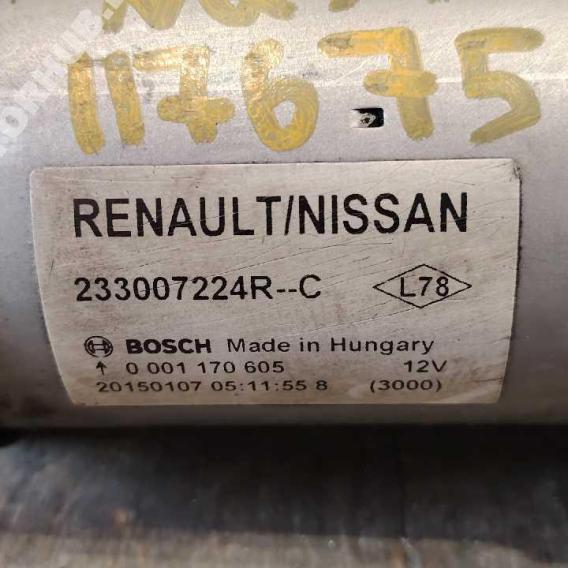 117675
RENAULT/NISSAN
233007224R--C L78
BOSCH Made in Hungary
↑ 0 001 170 605 12V
20150107 05:11:55 8 (3000)